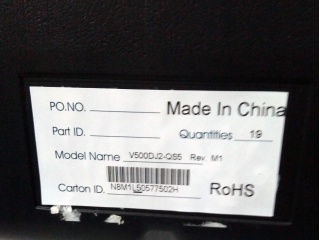 PO.NO. Made In China
Part ID. Quantities 19
Model Name V500DJ2-QS5 Rev. M1
Carton ID. N8M1L50577502H RoHS